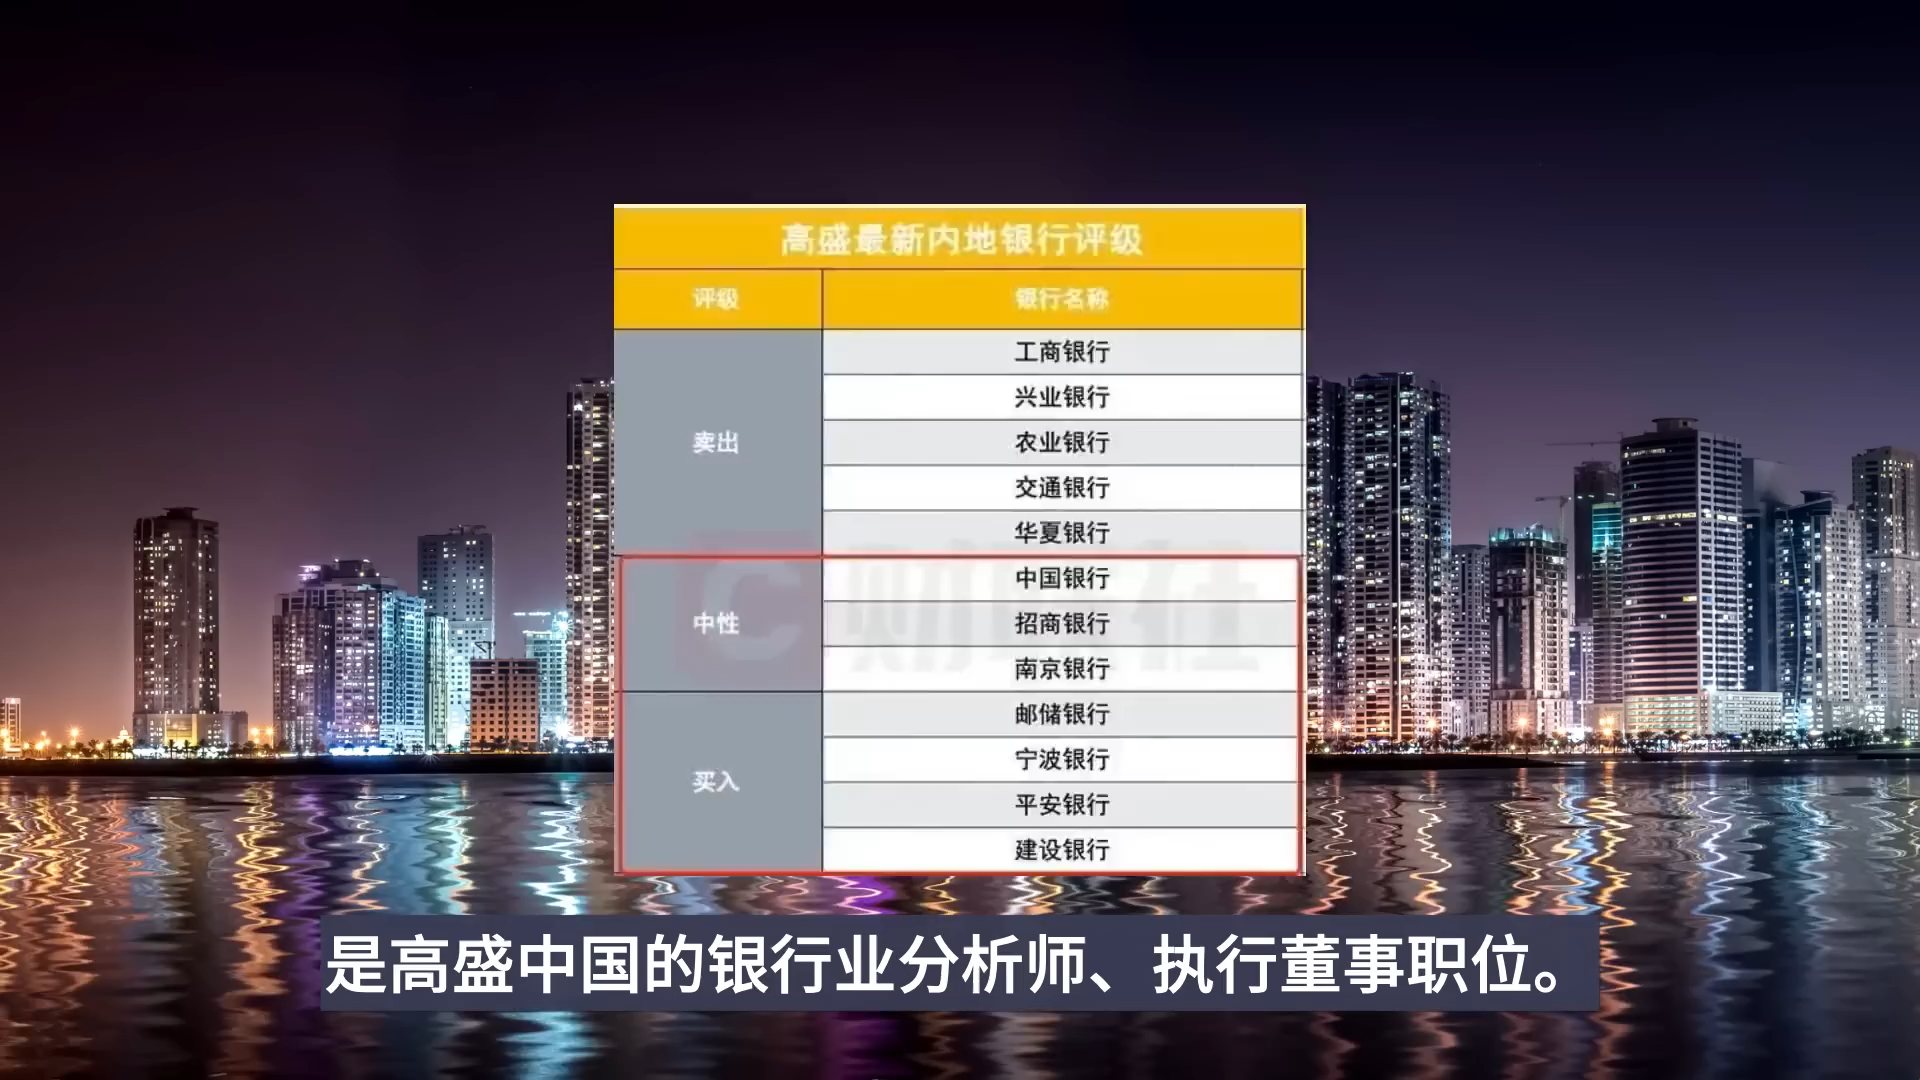 高盛最新内地银行评级
评级 银行名称
卖出
工商银行
兴业银行
农业银行
交通银行
华夏银行
中性
中国银行
招商银行
南京银行
买入
邮储银行
宁波银行
平安银行
建设银行
是高盛中国的银行业分析师、执行董事职位。